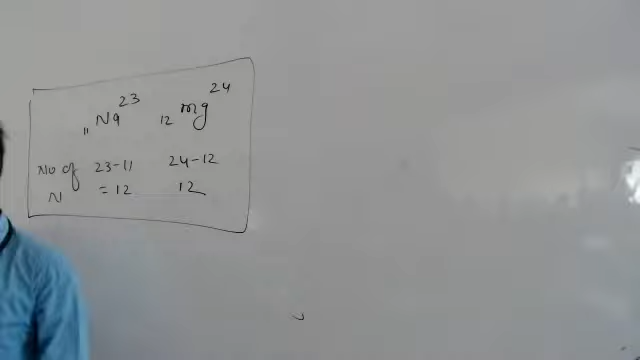 ₁₁Na²³ ₁₂mg²⁴
No of 23-11 24-12
N = 12 12